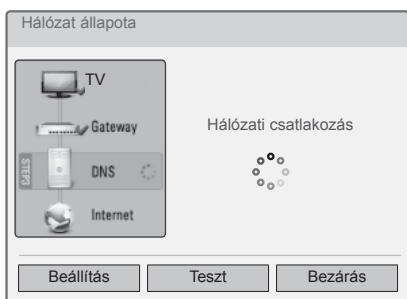 Hálózat állapota
TV
Gateway
Hálózati csatlakozás
STEP3
DNS
Internet
Beállítás
Teszt
Bezárás